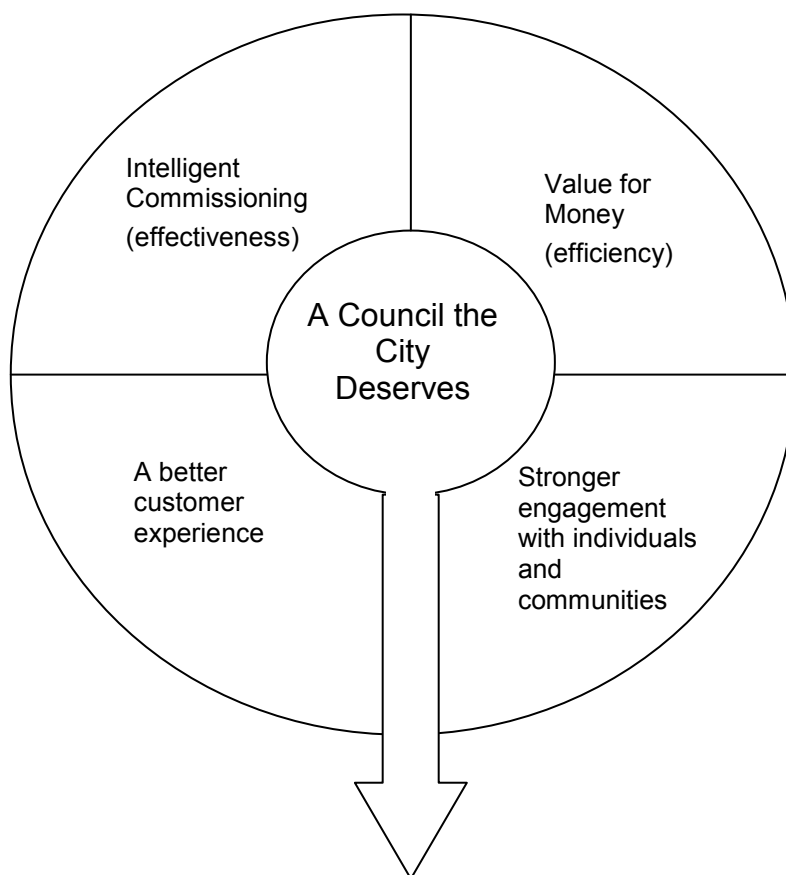 Intelligent
Commissioning
(effectiveness)
Value for
Money
(efficiency)
A Council the
City
Deserves
A better
customer
experience
Stronger
engagement
with individuals
and
communities